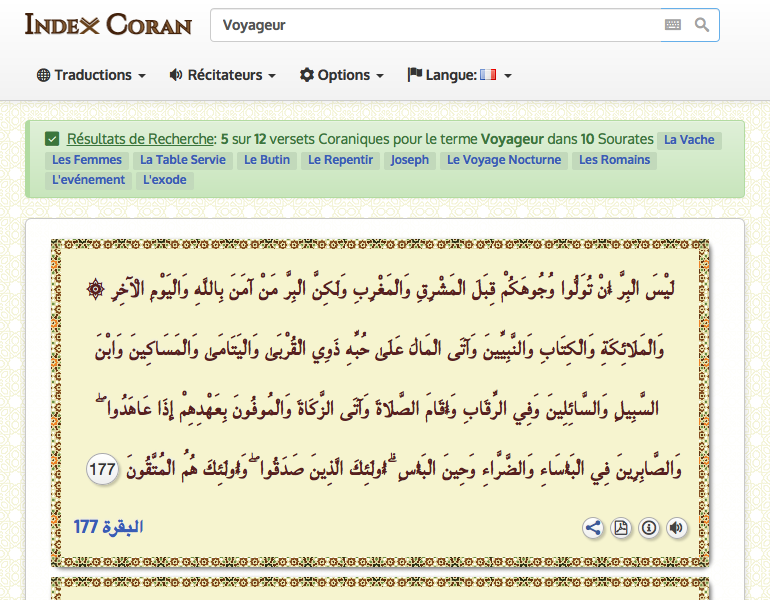 INDEX CORAN
Voyageur
Traductions
Récitateurs
Options
Langue:
Résultats de Recherche: 5 sur 12 versets Coraniques pour le terme Voyageur dans 10 Sourates La Vache
Les Femmes La Table Servie Le Butin Le Repentir Joseph Le Voyage Nocturne Les Romains
L'evénement L'exode
لَيْسَ الْبِرَّ أَنْ تُوَلُّوا وُجُوهَكُمْ قِبَلَ الْمَشْرِقِ وَالْمَغْرِبِ وَلَٰكِنَّ الْبِرَّ مَنْ آمَنَ بِاللَّهِ وَالْيَوْمِ الْآخِرِ ۞
وَالْمَلَائِكَةِ وَالْكِتَابِ وَالنَّبِيِّينَ وَآتَى الْمَالَ عَلَىٰ حُبِّهِ ذَوِي الْقُرْبَىٰ وَالْيَتَامَىٰ وَالْمَسَاكِينَ وَابْنَ
السَّبِيلِ وَالسَّائِلِينَ وَفِي الرِّقَابِ وَأَقَامَ الصَّلَاةَ وَآتَى الزَّكَاةَ وَالْمُوفُونَ بِعَهْدِهِمْ إِذَا عَاهَدُوا ۖ
وَالصَّابِرِينَ فِي الْبَأْسَاءِ وَالضَّرَّاءِ وَحِينَ الْبَأْسِ ۗ أُولَٰئِكَ الَّذِينَ صَدَقُوا ۖ وَأُولَٰئِكَ هُمُ الْمُتَّقُونَ 177
البقرة 177